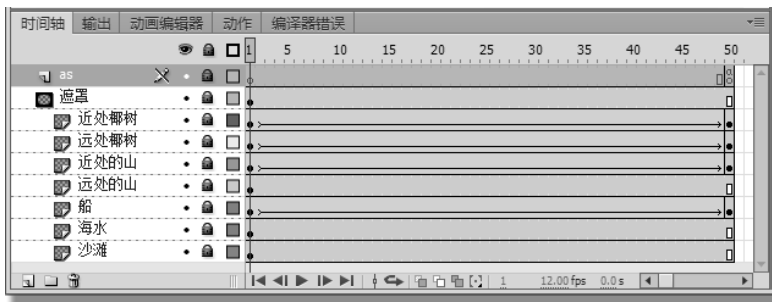 时间轴 输出 动画编辑器 动作 编译器错误
1 5 10 15 20 25 30 35 40 45 50
as
遮罩
近处椰树
远处椰树
近处的山
远处的山
船
海水
沙滩
1 12.00 fps 0.0 s